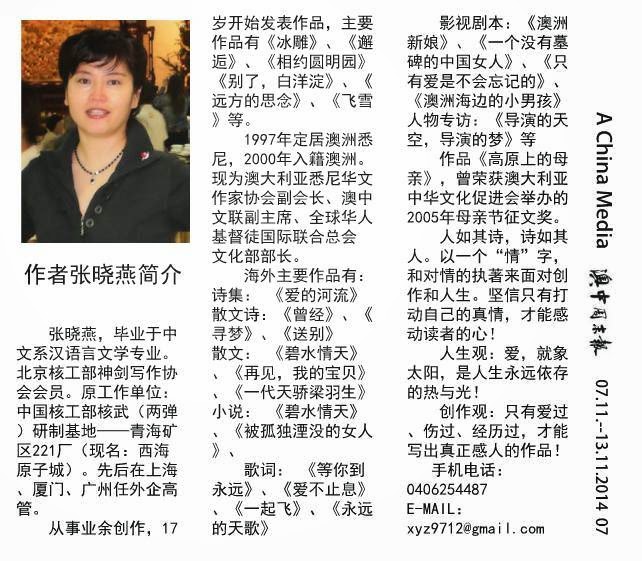 作者张晓燕简介
张晓燕，毕业于中
文系汉语言文学专业。
北京核工部神剑写作协
会会员。原工作单位：
中国核工部核武（两弹
）研制基地——青海矿
区221厂（现名：西海
原子城）。先后在上海
、厦门、广州任外企高
管。
从事业余创作，17
岁开始发表作品，主要
作品有《冰雕》、《邂
逅》、《相约圆明园》
《别了，白洋淀》、《
远方的思念》、《飞雪
》等。
1997年定居澳洲悉
尼，2000年入籍澳洲。
现为澳大利亚悉尼华文
作家协会副会长、澳中
文联副主席、全球华人
基督徒国际联合总会
文化部部长。
海外主要作品有：
诗集： 《爱的河流》
散文诗：《曾经》、《
寻梦》、《送别》
散文： 《碧水情天》
、《再见，我的宝贝》
、《一代天骄梁羽生》
小说： 《碧水情天》
、《被孤独湮没的女人
》、
歌词： 《等你到
永远》、《爱不止息》
、《一起飞》、《永远
的天歌》
影视剧本：《澳洲
新娘》、《一个没有墓
碑的中国女人》、《只
有爱是不会忘记的》、
《澳洲海边的小男孩》
人物专访：《导演的天
空，导演的梦》等
作品《高原上的母
亲》，曾荣获澳大利亚
中华文化促进会举办的
2005年母亲节征文奖。
人如其诗，诗如其
人。以一个“情”字，
和对情的执著来面对创
作和人生。坚信只有打
动自己的真情，才能感
动读者的心！
人生观：爱，就象
太阳，是人生永远依存
的热与光！
创作观：只有爱过
、伤过、经历过，才能
写出真正感人的作品！
手机电话：
0406254487
E-MAIL：
xyz9712@gmail.com
A China Media 澳中周末报 07.11.--13.11.2014 07